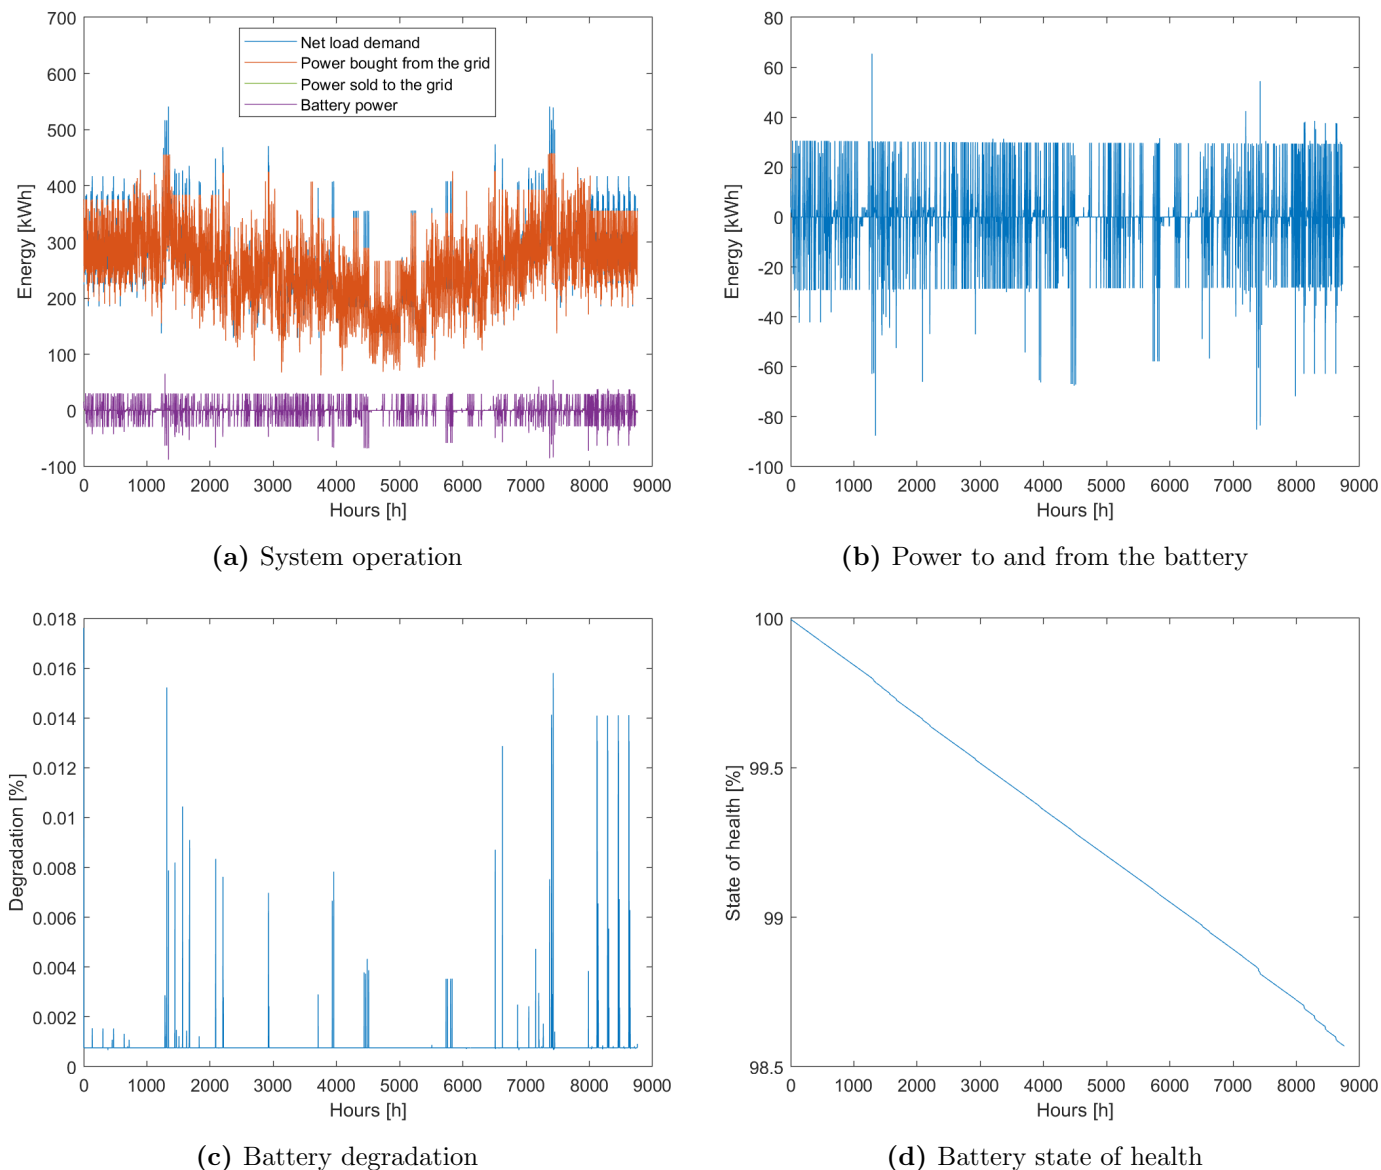 700
600
500
400
300
200
100
0
-100
Energy [kWh]
Net load demand
Power bought from the grid
Power sold to the grid
Battery power
0 1000 2000 3000 4000 5000 6000 7000 8000 9000
Hours [h]
(a) System operation
80
60
40
20
0
-20
-40
-60
-80
-100
Energy [kWh]
0 1000 2000 3000 4000 5000 6000 7000 8000 9000
Hours [h]
(b) Power to and from the battery
0.018
0.016
0.014
0.012
0.01
0.008
0.006
0.004
0.002
0
Degradation [%]
0 1000 2000 3000 4000 5000 6000 7000 8000 9000
Hours [h]
(c) Battery degradation
100
99.5
99
98.5
State of health [%]
0 1000 2000 3000 4000 5000 6000 7000 8000 9000
Hours [h]
(d) Battery state of health